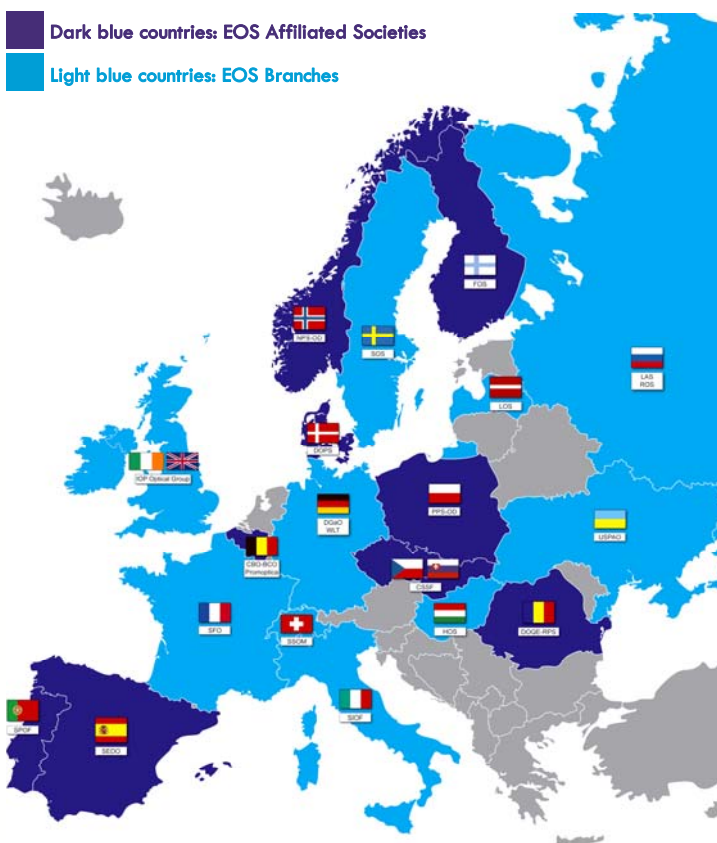 Dark blue countries: EOS Affiliated Societies
Light blue countries: EOS Branches
FOS
NPS-OD
SOS
LAS
ROS
LOS
DOPS
IOP Optical Group
DGaO
WLT
PPS-OD
USPAO
CBO-BCO
Promoptica
CSSF
SFO
SSOM
HOS
DOGE-RPS
SIOF
SPOF
SEDO